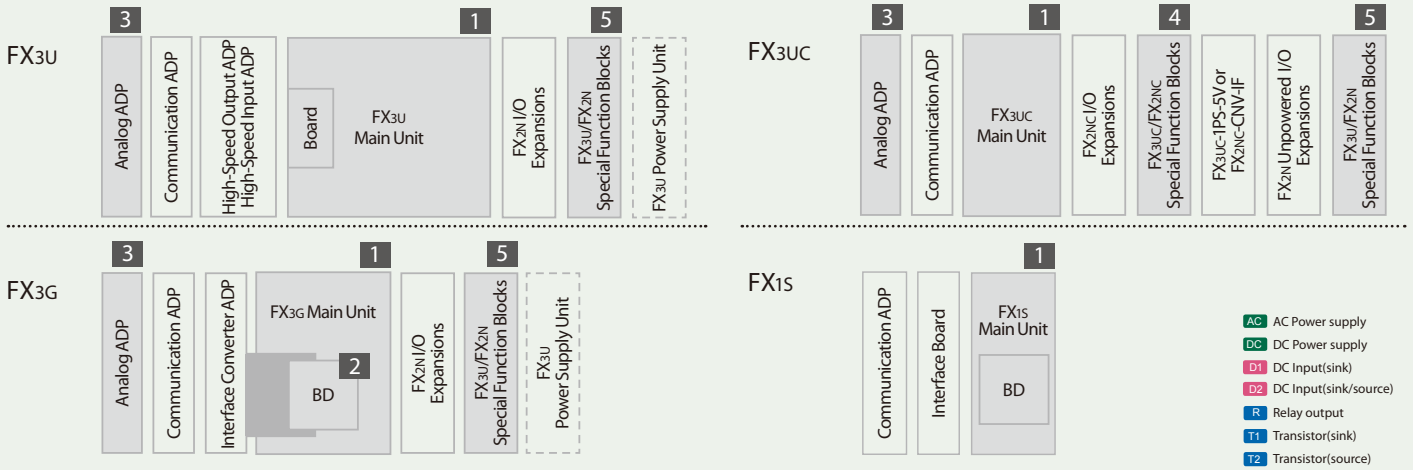 FX3U
3
1
5
Analog ADP
Communication ADP
High-Speed Output ADP
High-Speed Input ADP
Board
FX3U
Main Unit
FX2N I/O
Expansions
FX3U/FX2N
Special Function Blocks
FX3U Power Supply Unit
FX3UC
3
1
4
5
Analog ADP
Communication ADP
FX3UC
Main Unit
FX2NC I/O
Expansions
FX3UC/FX2NC
Special Function Blocks
FX3UC-1PS-5V or
FX2NC-CNV-IF
FX2N Unpowered I/O
Expansions
FX3U/FX2N
Special Function Blocks
FX3G
3
1
5
Analog ADP
Communication ADP
Interface Converter ADP
FX3G Main Unit
2
BD
FX2N I/O
Expansions
FX3U/FX2N
Special Function Blocks
FX3U
Power Supply Unit
FX1S
1
Communication ADP
Interface Board
FX1S
Main Unit
BD
AC AC Power supply
DC DC Power supply
D1 DC Input(sink)
D2 DC Input(sink/source)
R Relay output
T1 Transistor(sink)
T2 Transistor(source)